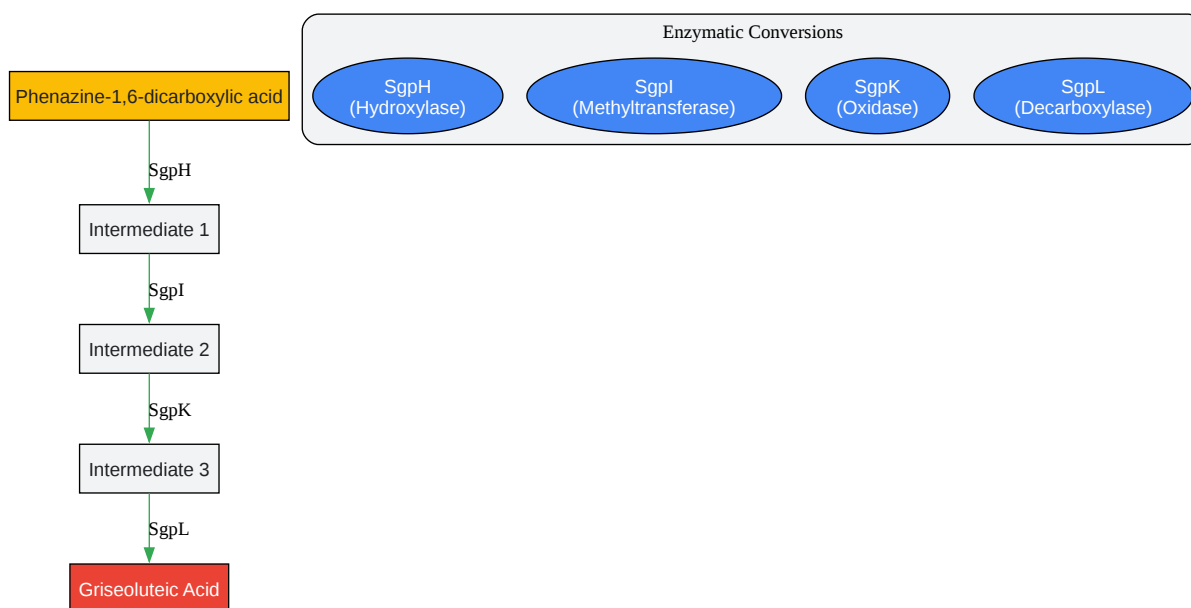 Enzymatic Conversions
SgpH
(Hydroxylase)
SgpI
(Methyltransferase)
SgpK
(Oxidase)
SgpL
(Decarboxylase)
Phenazine-1,6-dicarboxylic acid
SgpH
Intermediate 1
SgpI
Intermediate 2
SgpK
Intermediate 3
SgpL
Griseoluteic Acid